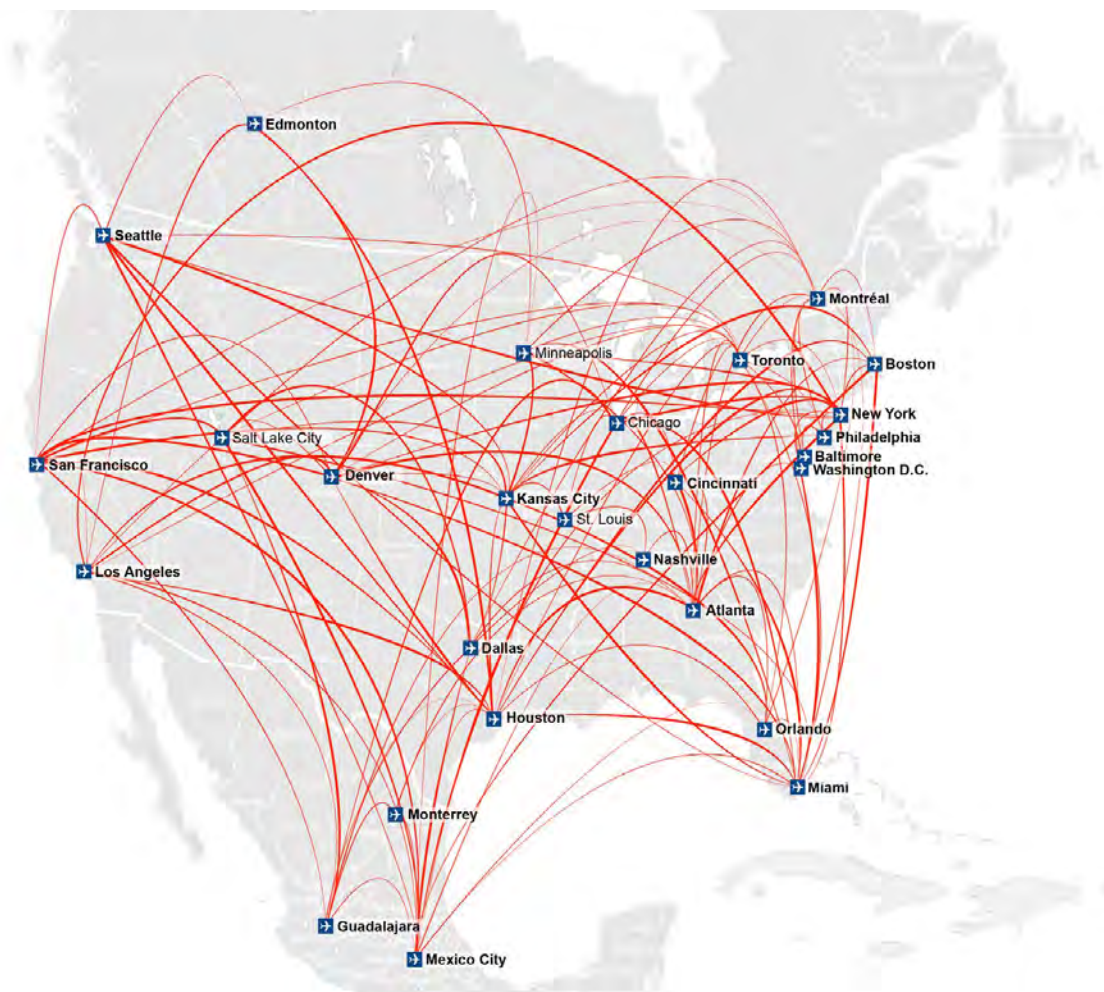 Edmonton
Seattle
Montréal
Minneapolis
Toronto
Boston
New York
Chicago
Salt Lake City
Philadelphia
Baltimore
San Francisco
Washington D.C.
Denver
Cincinnati
Kansas City
St. Louis
Nashville
Los Angeles
Atlanta
Dallas
Houston
Orlando
Miami
Monterrey
Guadalajara
Mexico City